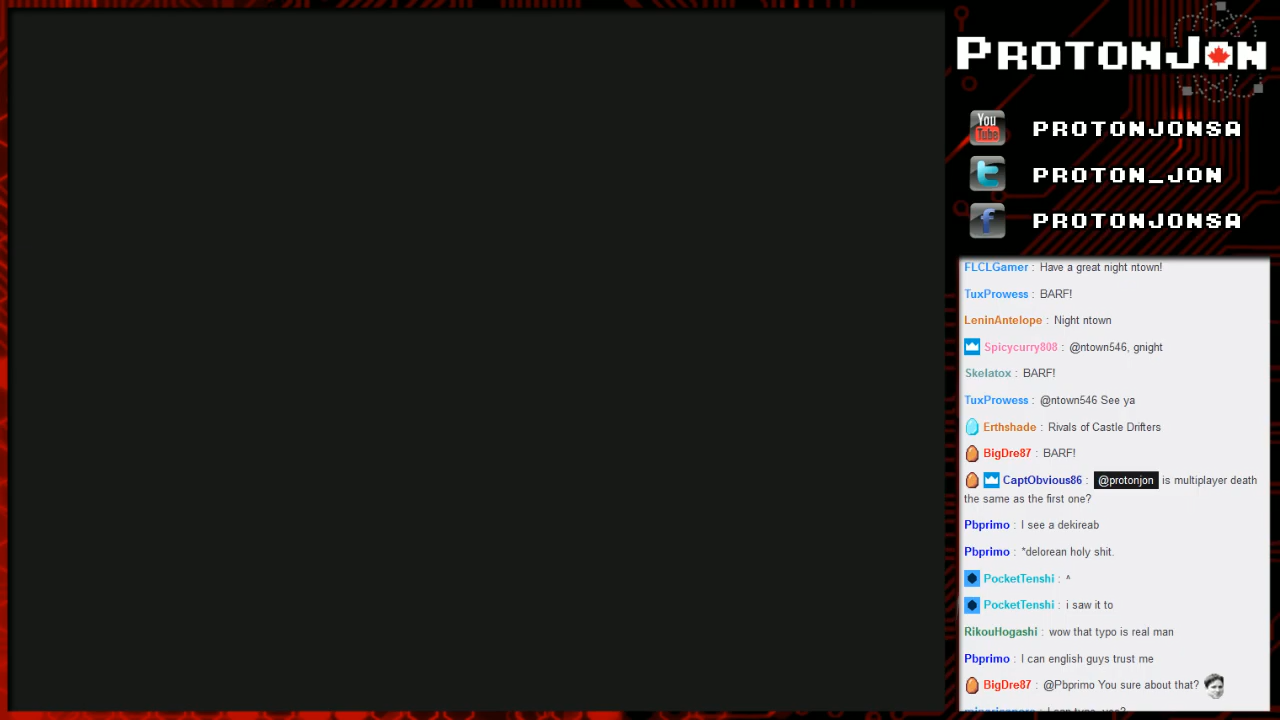 PROTONJON
You
Tube
PROTONJONSA
PROTON_JON
PROTONJONSA
FLCLGamer : Have a great night ntown!
TuxProwess : BARF!
LeninAntelope : Night ntown
Spicycurry808 : @ntown546, gnight
Skelatox : BARF!
TuxProwess : @ntown546 See ya
Erthshade : Rivals of Castle Drifters
BigDre87 : BARF!
CaptObvious86 : @protonjon is multiplayer death
the same as the first one?
Pbprimo : I see a dekireab
Pbprimo : *delorean holy shit.
PocketTenshi : ^
PocketTenshi : i saw it to
RikouHogashi : wow that typo is real man
Pbprimo : I can english guys trust me
BigDre87 : @Pbprimo You sure about that?